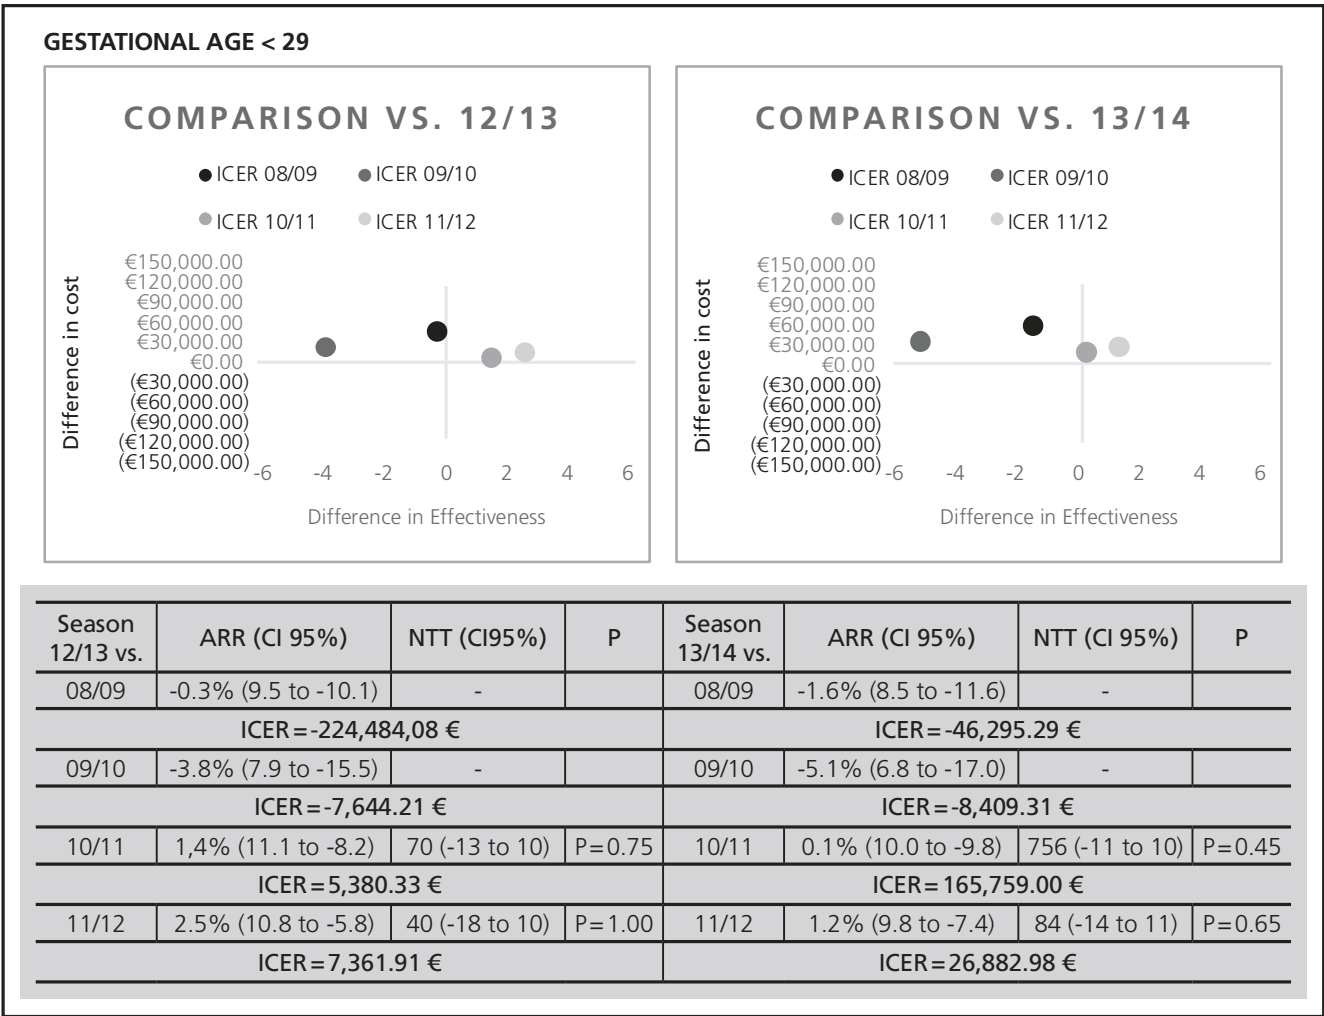 GESTATIONAL AGE < 29
COMPARISON VS. 12/13
ICER 08/09 ICER 09/10
ICER 10/11 ICER 11/12
Difference in cost
€150,000.00
€120,000.00
€90,000.00
€60,000.00
€30,000.00
€0.00
(€30,000.00)
(€60,000.00)
(€90,000.00)
(€120,000.00)
(€150,000.00)
-6 -4 -2 0 2 4 6
Difference in Effectiveness
COMPARISON VS. 13/14
ICER 08/09 ICER 09/10
ICER 10/11 ICER 11/12
Difference in cost
€150,000.00
€120,000.00
€90,000.00
€60,000.00
€30,000.00
€0.00
(€30,000.00)
(€60,000.00)
(€90,000.00)
(€120,000.00)
(€150,000.00)
-6 -4 -2 0 2 4 6
Difference in Effectiveness
Season 12/13 vs. ARR (CI 95%) NTT (CI95%) P Season 13/14 vs. ARR (CI 95%) NTT (CI 95%) P
08/09 -0.3% (9.5 to -10.1) - 08/09 -1.6% (8.5 to -11.6) -
ICER=-224,484,08 € ICER=-46,295.29 €
09/10 -3.8% (7.9 to -15.5) - 09/10 -5.1% (6.8 to -17.0) -
ICER=-7,644.21 € ICER=-8,409.31 €
10/11 1,4% (11.1 to -8.2) 70 (-13 to 10) P=0.75 10/11 0.1% (10.0 to -9.8) 756 (-11 to 10) P=0.45
ICER=5,380.33 € ICER=165,759.00 €
11/12 2.5% (10.8 to -5.8) 40 (-18 to 10) P=1.00 11/12 1.2% (9.8 to -7.4) 84 (-14 to 11) P=0.65
ICER=7,361.91 € ICER=26,882.98 €